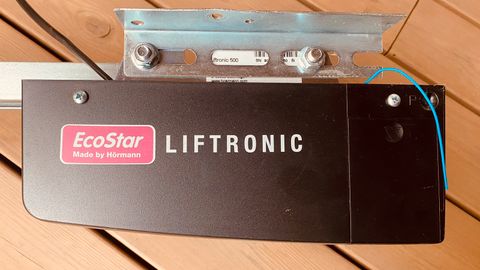 Liftronic 500
EcoStar
Made by Hörmann
LIFTRONIC
P